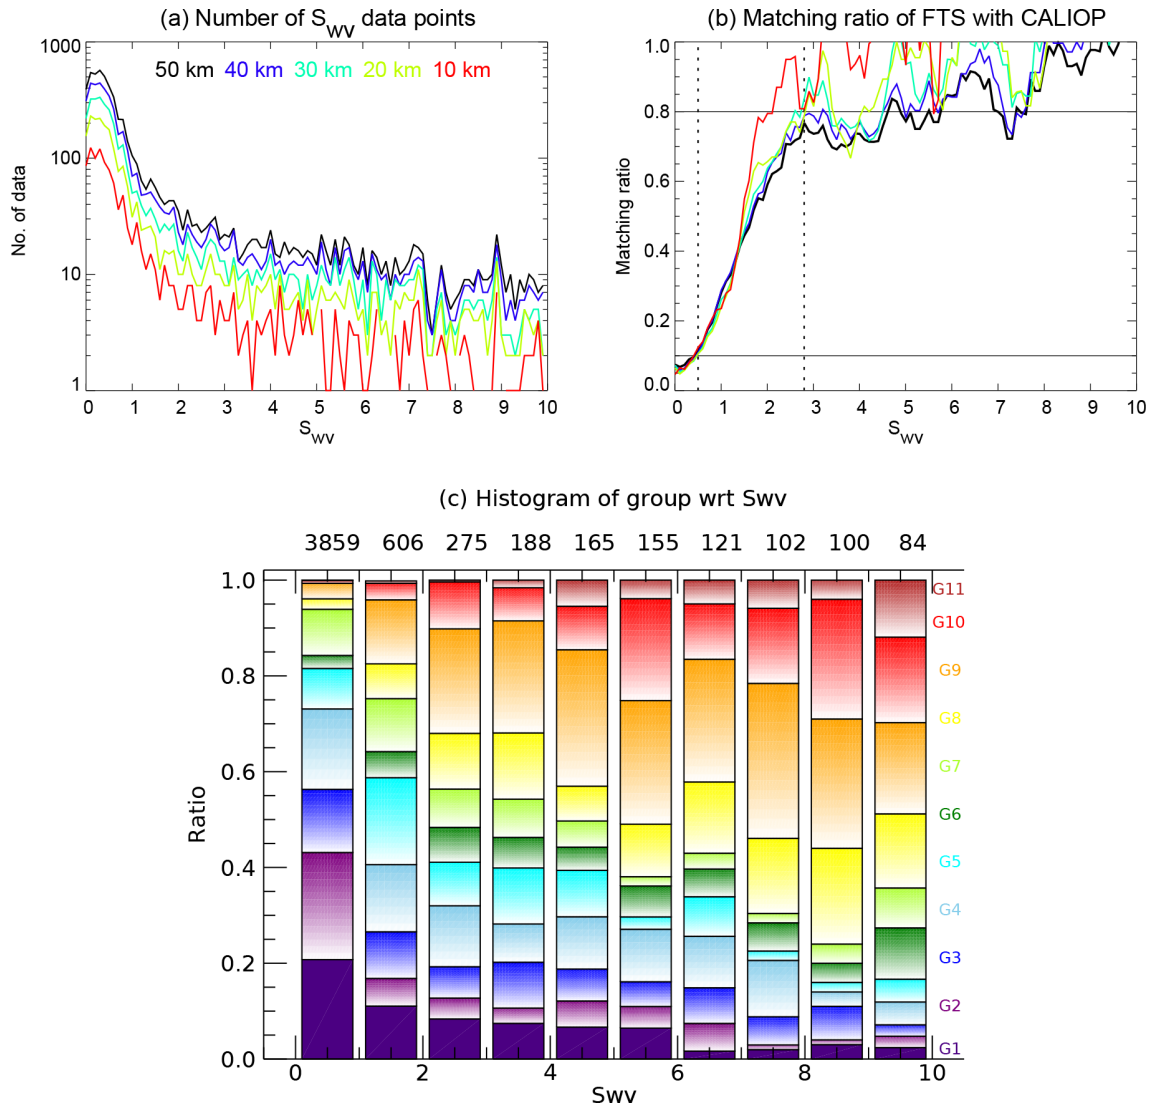 (a) Number of S_WV data points
1000
100
10
1
No. of data
50 km 40 km 30 km 20 km 10 km
0 1 2 3 4 5 6 7 8 9 10
S_WV
(b) Matching ratio of FTS with CALIOP
1.0
0.8
0.6
0.4
0.2
0.0
Matching ratio
0 1 2 3 4 5 6 7 8 9 10
S_WV
(c) Histogram of group wrt Swv
3859 606 275 188 165 155 121 102 100 84
1.0
0.8
0.6
0.4
0.2
0.0
Ratio
G11
G10
G9
G8
G7
G6
G5
G4
G3
G2
G1
0 2 4 6 8 10
Swv